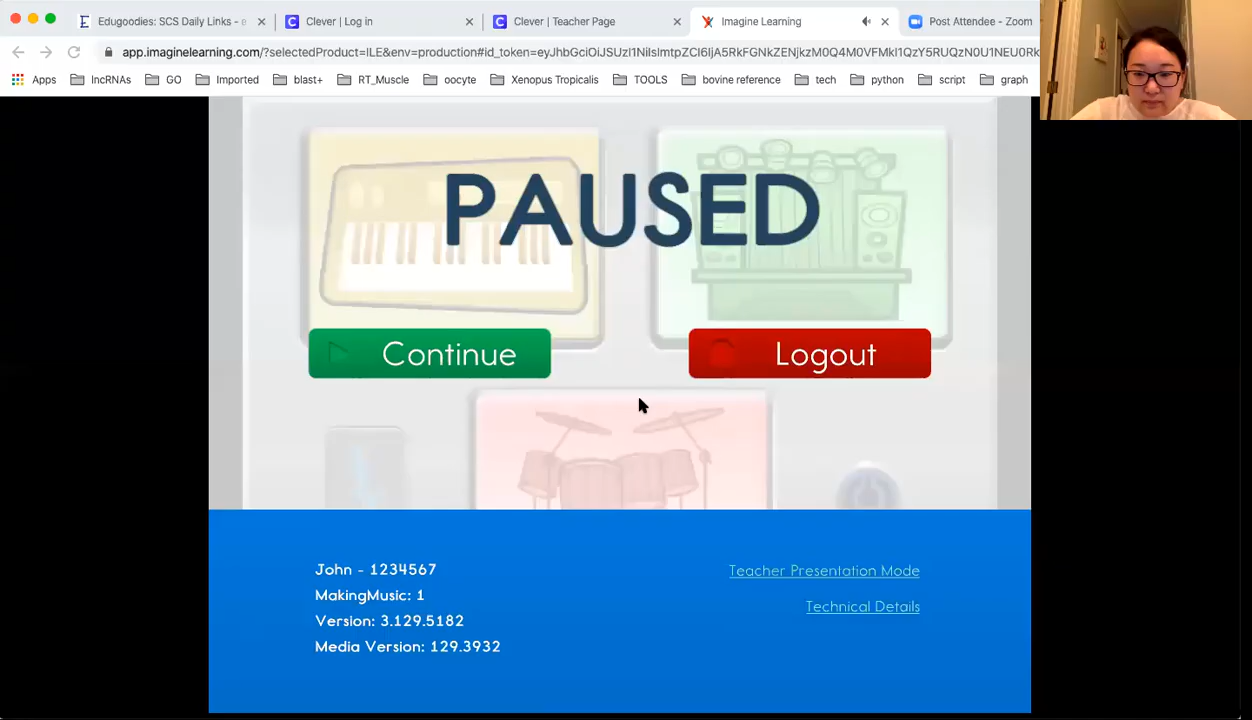 Edugoodies: SCS Daily Links - e
Clever | Log in
Clever | Teacher Page
Imagine Learning
Post Attendee - Zoom
app.imaginelearning.com/?selectedProduct=ILE&env=production#id_token=
Apps
lncRNAs
GO
Imported
blast+
RT_Muscle
oocyte
Xenopus Tropicalis
TOOLS
bovine reference
tech
python
script
graph
PAUSED
Continue
Logout
John - 1234567
MakingMusic: 1
Version: 3.129.5182
Media Version: 129.3932
Teacher Presentation Mode
Technical Details